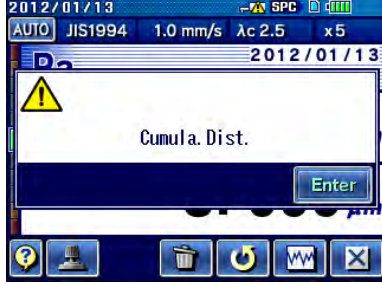 2012/01/13 SPC
AUTO JIS1994 1.0 mm/s λc 2.5 x5
2012/01/13
Ra
Cumula. Dist.
Enter
µm